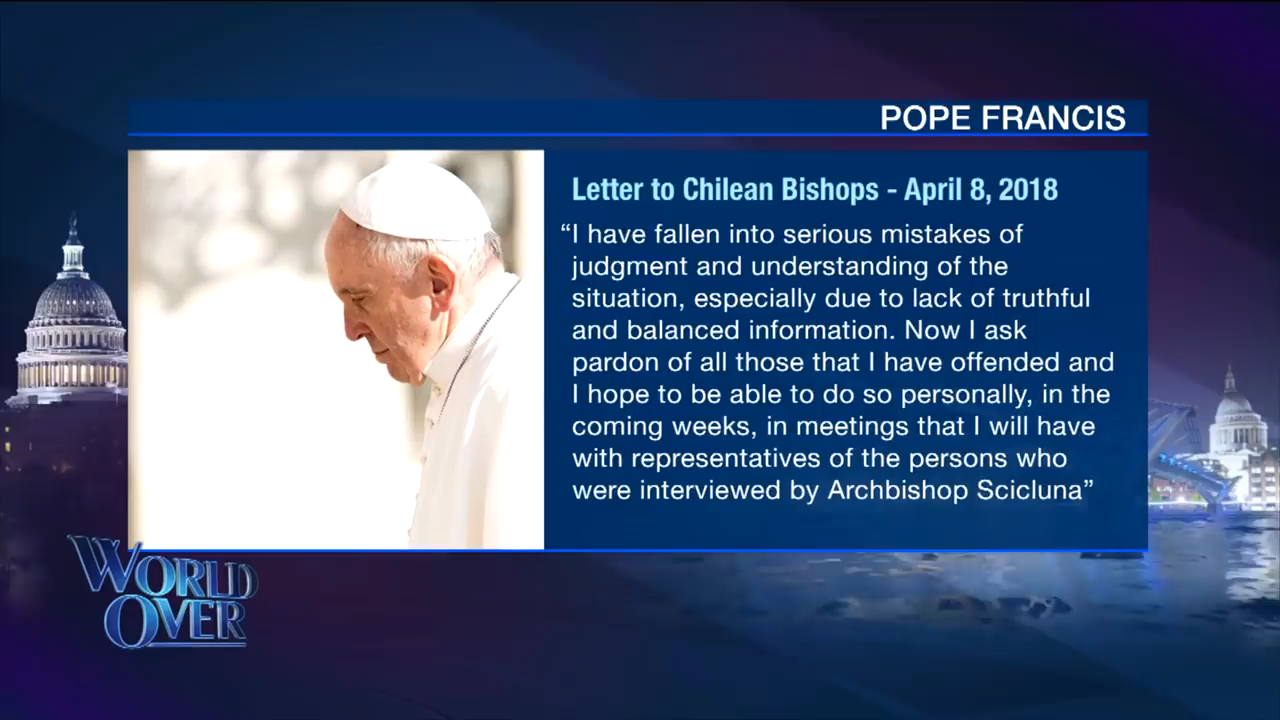 POPE FRANCIS
Letter to Chilean Bishops - April 8, 2018
“I have fallen into serious mistakes of
judgment and understanding of the
situation, especially due to lack of truthful
and balanced information. Now I ask
pardon of all those that I have offended and
I hope to be able to do so personally, in the
coming weeks, in meetings that I will have
with representatives of the persons who
were interviewed by Archbishop Scicluna”
WORLD
OVER